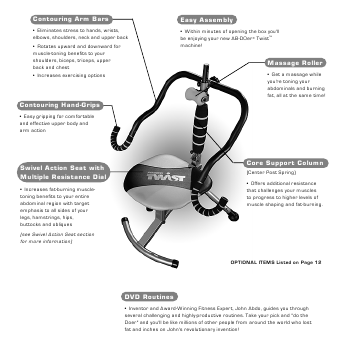 Contouring Arm Bars
• Eliminates stress to hands, wrists,
elbows, shoulders, neck and upper back
• Rotates upward and downward for
muscle-toning benefits to your
shoulders, biceps, triceps, upper
back and chest
• Increases exercising options
Easy Assembly
• Within minutes of opening the box you'll
be enjoying your new AB-DOer® Twist™
machine!
Massage Roller
• Get a massage while
you're toning your
abdominals and burning
fat, all at the same time!
Contouring Hand-Grips
• Easy gripping for comfortable
and effective upper body and
arm action
Swivel Action Seat with
Multiple Resistance Dial
• Increases fat-burning muscle-
toning benefits to your entire
abdominal region with target
emphasis to all sides of your
legs, hamstrings, hips,
buttocks and obliques
(see Swivel Action Seat section
for more information)
TWIST
Core Support Column
(Center Post Spring)
• Offers additional resistance
that challenges your muscles
to progress to higher levels of
muscle shaping and fat-burning.
OPTIONAL ITEMS Listed on Page 13
DVD Routines
• Inventor and Award-Winning Fitness Expert, John Abdo, guides you through
several challenging and highly-productive routines. Take your pick and "do the
Doer" and you'll be like millions of other people from around the world who lost
fat and inches on John's revolutionary invention!